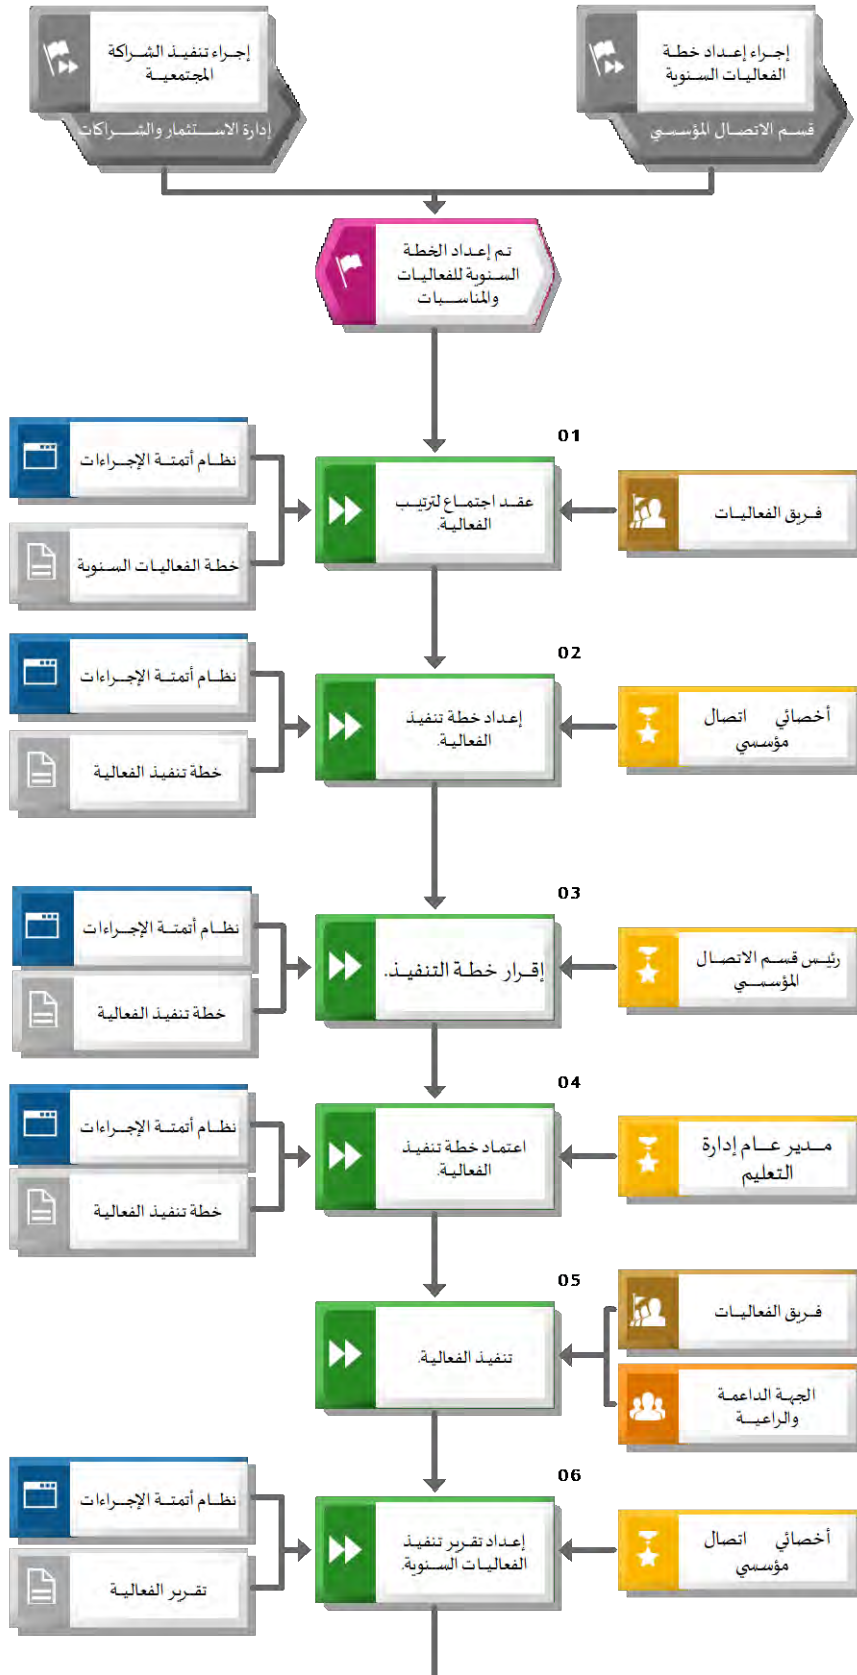 إجراء إعداد خطة
الفعاليات السنوية
قسم الاتصال المؤسسي
إجراء تنفيذ الشراكة
المجتمعية
إدارة الاستثمار والشراكات
تم إعداد الخطة
السنوية للفعاليات
والمناسبات
01
فريق الفعاليات
عقد اجتماع لترتيب
الفعالية.
نظام أتمتة الإجراءات
خطة الفعاليات السنوية
02
أخصائي اتصال
مؤسسي
إعداد خطة تنفيذ
الفعالية.
نظام أتمتة الإجراءات
خطة تنفيذ الفعالية
03
رئيس قسم الاتصال
المؤسسي
إقرار خطة التنفيذ.
نظام أتمتة الإجراءات
خطة تنفيذ الفعالية
04
مدير عام إدارة
التعليم
اعتماد خطة تنفيذ
الفعالية.
نظام أتمتة الإجراءات
خطة تنفيذ الفعالية
05
فريق الفعاليات
الجهة الداعمة
والراعية
تنفيذ الفعالية.
06
أخصائي اتصال
مؤسسي
إعداد تقرير تنفيذ
الفعاليات السنوية.
نظام أتمتة الإجراءات
تقرير الفعالية